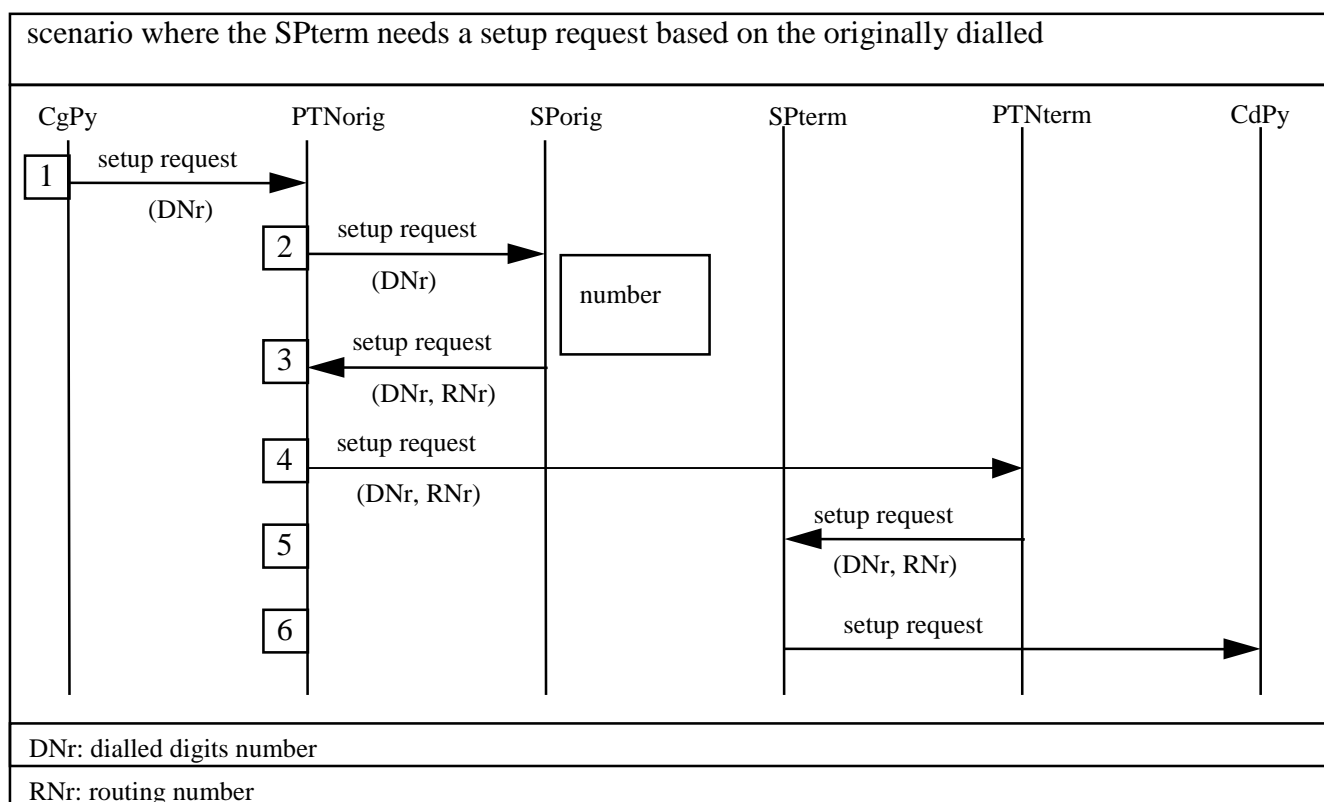 scenario where the SPterm needs a setup request based on the originally dialled
CgPy
PTNorig
SPorig
SPterm
PTNterm
CdPy
1
setup request
(DNr)
2
setup request
(DNr)
number
3
setup request
(DNr, RNr)
4
setup request
(DNr, RNr)
5
setup request
(DNr, RNr)
6
setup request
DNr: dialled digits number
RNr: routing number